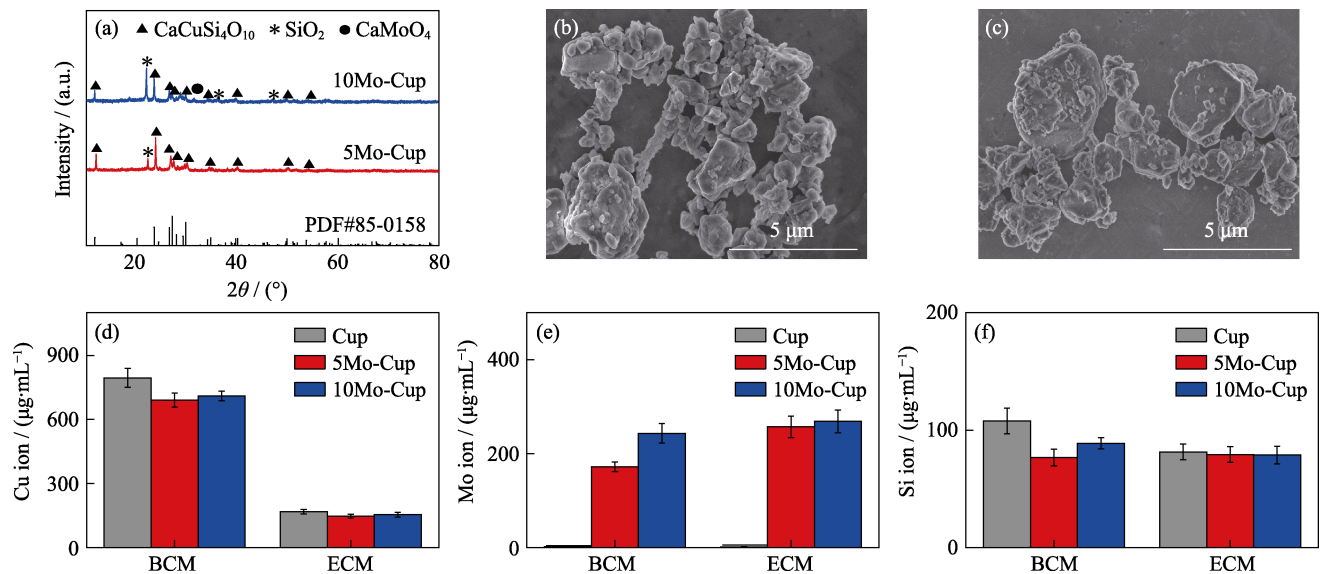 (a)
▲ CaCuSi₄O₁₀ * SiO₂ ● CaMoO₄
10Mo-Cup
5Mo-Cup
PDF#85-0158
Intensity / (a.u.)
20 40 60 80
2θ / (°)
(b)
5 μm
(c)
5 μm
(d)
Cup
5Mo-Cup
10Mo-Cup
Cu ion / (μg·mL⁻¹)
900
600
300
0
BCM ECM
(e)
Cup
5Mo-Cup
10Mo-Cup
Mo ion / (μg·mL⁻¹)
400
200
0
BCM ECM
(f)
Cup
5Mo-Cup
10Mo-Cup
Si ion / (μg·mL⁻¹)
200
100
0
BCM ECM